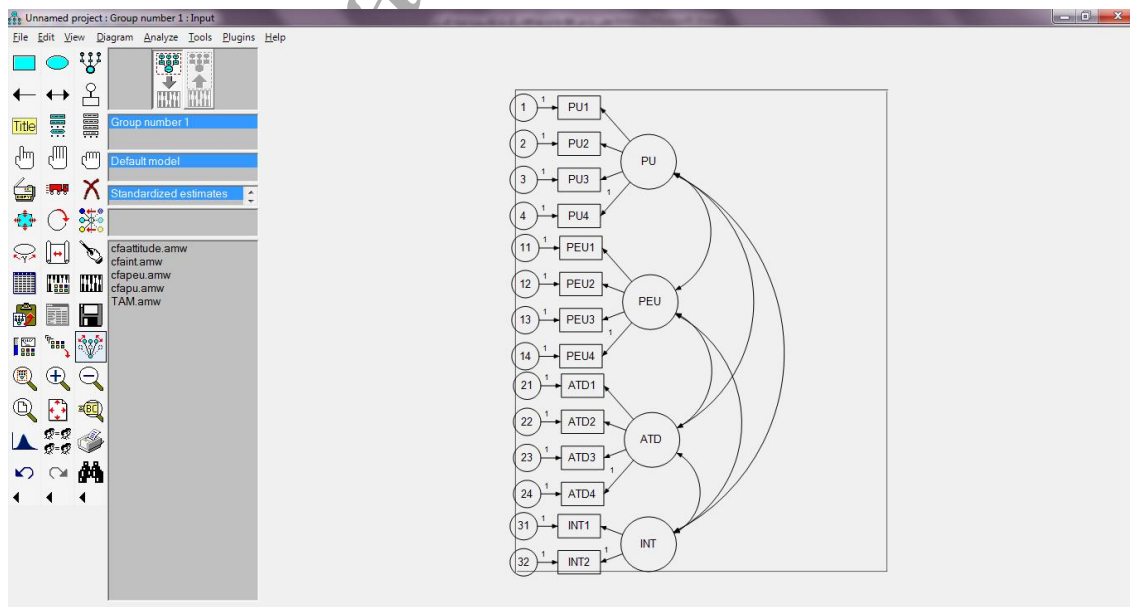 Unnamed project : Group number 1 : Input
File Edit View Diagram Analyze Tools Plugins Help
Title
Group number 1
Default model
Standardized estimates
cfaattitude.amw
cfaint.amw
cfapeu.amw
cfapu.amw
TAM.amw
1 1 PU1
2 1 PU2
PU
3 1 PU3
1
4 1 PU4
11 1 PEU1
12 1 PEU2
PEU
13 1 PEU3
1
14 1 PEU4
21 1 ATD1
22 1 ATD2
ATD
23 1 ATD3
1
24 1 ATD4
31 1 INT1
INT
1
32 1 INT2